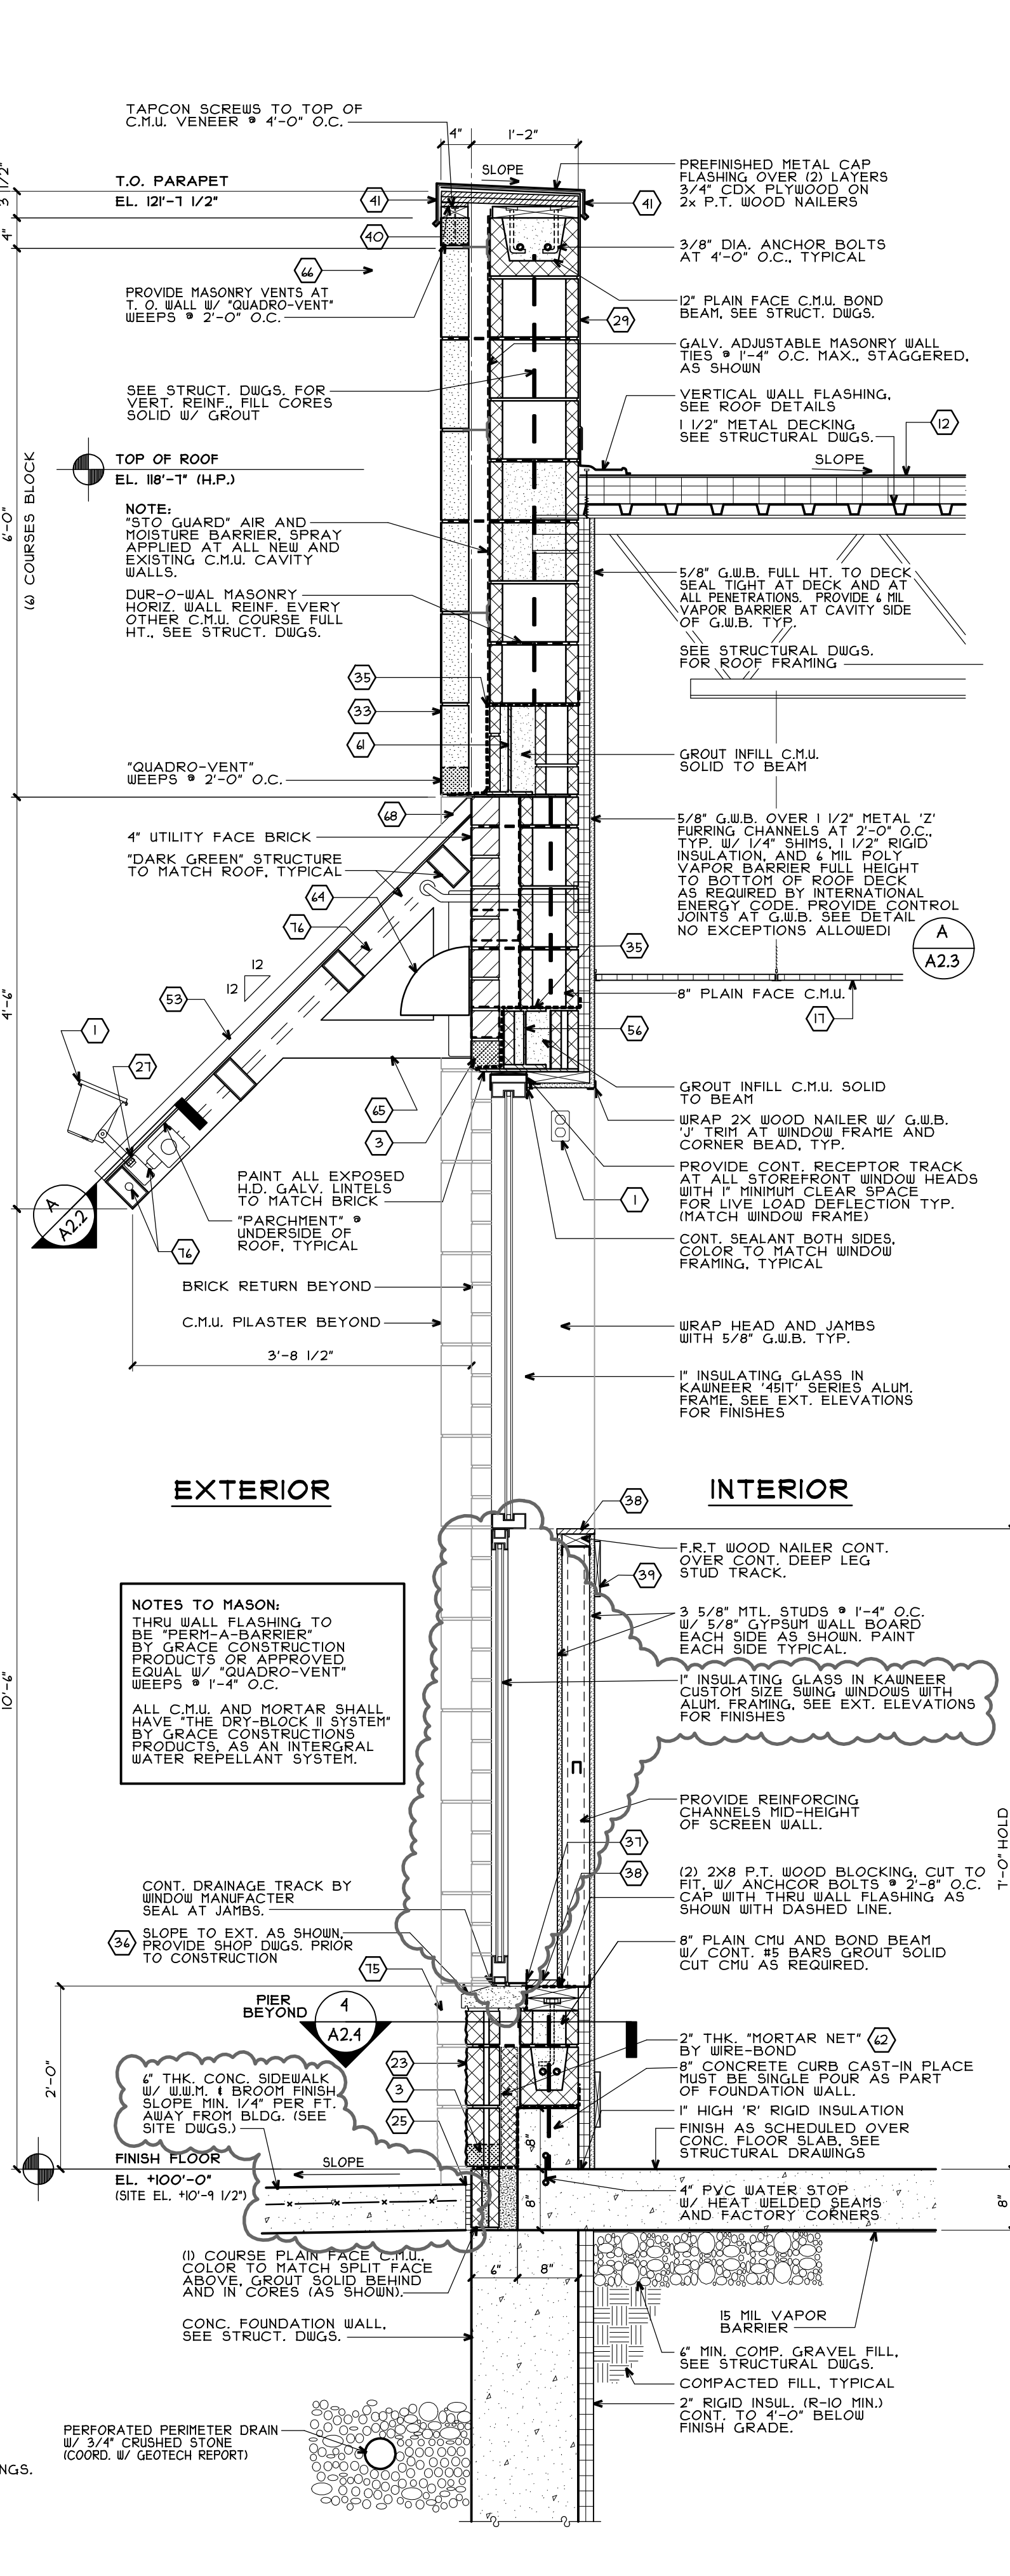 TAPCON SCREWS TO TOP OF
C.M.U. VENEER @ 4'-0" O.C.
4"
1'-2"
SLOPE
3 1/2"
T.O. PARAPET
EL. 121'-7 1/2"
4"
41
40
66
PROVIDE MASONRY VENTS AT
T. O. WALL W/ "QUADRO-VENT"
WEEPS @ 2'-0" O.C.
SEE STRUCT. DWGS. FOR
VERT. REINF., FILL CORES
SOLID W/ GROUT
TOP OF ROOF
EL. 118'-7" (H.P.)
6'-0"
(6) COURSES BLOCK
NOTE:
"STO GUARD" AIR AND
MOISTURE BARRIER, SPRAY
APPLIED AT ALL NEW AND
EXISTING C.M.U. CAVITY
WALLS.
DUR-O-WAL MASONRY
HORIZ. WALL REINF. EVERY
OTHER C.M.U. COURSE FULL
HT., SEE STRUCT. DWGS.
35
33
61
"QUADRO-VENT"
WEEPS @ 2'-0" O.C.
41
PREFINISHED METAL CAP
FLASHING OVER (2) LAYERS
3/4" CDX PLYWOOD ON
2x P.T. WOOD NAILERS
3/8" DIA. ANCHOR BOLTS
AT 4'-0" O.C., TYPICAL
12" PLAIN FACE C.M.U. BOND
BEAM, SEE STRUCT. DWGS.
29
GALV. ADJUSTABLE MASONRY WALL
TIES @ 1'-4" O.C. MAX., STAGGERED,
AS SHOWN
VERTICAL WALL FLASHING,
SEE ROOF DETAILS
1 1/2" METAL DECKING
SEE STRUCTURAL DWGS.
12
SLOPE
5/8" G.W.B. FULL HT. TO DECK
SEAL TIGHT AT DECK AND AT
ALL PENETRATIONS. PROVIDE 6 MIL
VAPOR BARRIER AT CAVITY SIDE
OF G.W.B. TYP.
SEE STRUCTURAL DWGS.
FOR ROOF FRAMING
GROUT INFILL C.M.U.
SOLID TO BEAM
68
4" UTILITY FACE BRICK
"DARK GREEN" STRUCTURE
TO MATCH ROOF, TYPICAL
64
76
12
12
53
1
27
65
3
4'-6"
PAINT ALL EXPOSED
H.D. GALV. LINTELS
TO MATCH BRICK
"PARCHMENT" @
UNDERSIDE OF
ROOF, TYPICAL
A
A2.2
76
BRICK RETURN BEYOND
C.M.U. PILASTER BEYOND
3'-8 1/2"
5/8" G.W.B. OVER 1 1/2" METAL 'Z'
FURRING CHANNELS AT 2'-0" O.C.,
TYP. W/ 1/4" SHIMS, 1 1/2" RIGID
INSULATION, AND 6 MIL POLY
VAPOR BARRIER FULL HEIGHT
TO BOTTOM OF ROOF DECK
AS REQUIRED BY INTERNATIONAL
ENERGY CODE. PROVIDE CONTROL
JOINTS AT G.W.B. SEE DETAIL
NO EXCEPTIONS ALLOWED!
A
A2.3
35
8" PLAIN FACE C.M.U.
17
56
GROUT INFILL C.M.U. SOLID
TO BEAM
WRAP 2X WOOD NAILER W/ G.W.B.
'J' TRIM AT WINDOW FRAME AND
CORNER BEAD, TYP.
PROVIDE CONT. RECEPTOR TRACK
AT ALL STOREFRONT WINDOW HEADS
WITH 1" MINIMUM CLEAR SPACE
FOR LIVE LOAD DEFLECTION TYP.
(MATCH WINDOW FRAME)
1
CONT. SEALANT BOTH SIDES,
COLOR TO MATCH WINDOW
FRAMING, TYPICAL
WRAP HEAD AND JAMBS
WITH 5/8" G.W.B. TYP.
1" INSULATING GLASS IN
KAWNEER '451T' SERIES ALUM.
FRAME, SEE EXT. ELEVATIONS
FOR FINISHES
EXTERIOR
INTERIOR
38
F.R.T WOOD NAILER CONT.
OVER CONT. DEEP LEG
STUD TRACK.
39
3 5/8" MTL. STUDS @ 1'-4" O.C.
W/ 5/8" GYPSUM WALL BOARD
EACH SIDE AS SHOWN. PAINT
EACH SIDE TYPICAL.
1" INSULATING GLASS IN KAWNEER
CUSTOM SIZE SWING WINDOWS WITH
ALUM. FRAMING, SEE EXT. ELEVATIONS
FOR FINISHES
NOTES TO MASON:
THRU WALL FLASHING TO
BE "PERM-A-BARRIER"
BY GRACE CONSTRUCTION
PRODUCTS OR APPROVED
EQUAL W/ "QUADRO-VENT"
WEEPS @ 1'-4" O.C.
ALL C.M.U. AND MORTAR SHALL
HAVE "THE DRY-BLOCK II SYSTEM"
BY GRACE CONSTRUCTIONS
PRODUCTS, AS AN INTERGRAL
WATER REPELLANT SYSTEM.
10'-6"
PROVIDE REINFORCING
CHANNELS MID-HEIGHT
OF SCREEN WALL.
37
38
7'-0" HOLD
(2) 2X8 P.T. WOOD BLOCKING, CUT TO
FIT, W/ ANCHCOR BOLTS @ 2'-8" O.C.
CAP WITH THRU WALL FLASHING AS
SHOWN WITH DASHED LINE.
8" PLAIN CMU AND BOND BEAM
W/ CONT. #5 BARS GROUT SOLID
CUT CMU AS REQUIRED.
CONT. DRAINAGE TRACK BY
WINDOW MANUFACTER
SEAL AT JAMBS.
36
SLOPE TO EXT. AS SHOWN,
PROVIDE SHOP DWGS. PRIOR
TO CONSTRUCTION
75
PIER
BEYOND
4
A2.4
2'-0"
23
3
25
6" THK. CONC. SIDEWALK
W/ W.W.M. & BROOM FINISH
SLOPE MIN. 1/4" PER FT.
AWAY FROM BLDG. (SEE
SITE DWGS.)
FINISH FLOOR
EL. +100'-0"
(SITE EL. +10'-9 1/2")
SLOPE
2" THK. "MORTAR NET"
BY WIRE-BOND
62
8" CONCRETE CURB CAST-IN PLACE
MUST BE SINGLE POUR AS PART
OF FOUNDATION WALL.
1" HIGH 'R' RIGID INSULATION
FINISH AS SCHEDULED OVER
CONC. FLOOR SLAB, SEE
STRUCTURAL DRAWINGS
8"
8"
8"
4" PVC WATER STOP
W/ HEAT WELDED SEAMS
AND FACTORY CORNERS
(1) COURSE PLAIN FACE C.M.U.,
COLOR TO MATCH SPLIT FACE
ABOVE, GROUT SOLID BEHIND
AND IN CORES (AS SHOWN).
6"
8"
CONC. FOUNDATION WALL,
SEE STRUCT. DWGS.
15 MIL VAPOR
BARRIER
6" MIN. COMP. GRAVEL FILL,
SEE STRUCTURAL DWGS.
COMPACTED FILL, TYPICAL
2" RIGID INSUL. (R-10 MIN.)
CONT. TO 4'-0" BELOW
FINISH GRADE.
PERFORATED PERIMETER DRAIN
W/ 3/4" CRUSHED STONE
(COORD. W/ GEOTECH REPORT)
NGS.